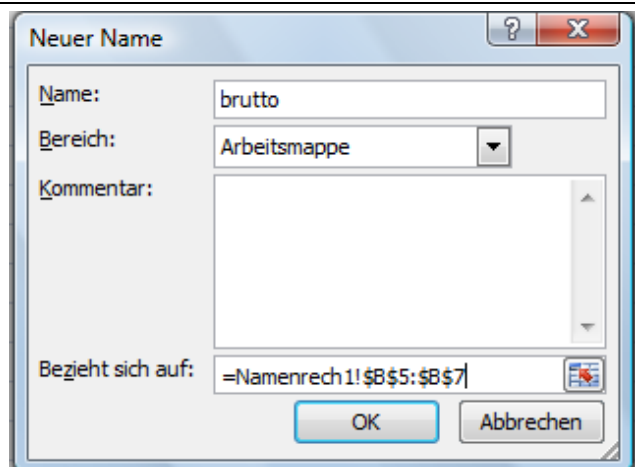 Neuer Name
Name: brutto
Bereich: Arbeitsmappe
Kommentar:
Bezieht sich auf: =Namenrech1!$B$5:$B$7
OK Abbrechen